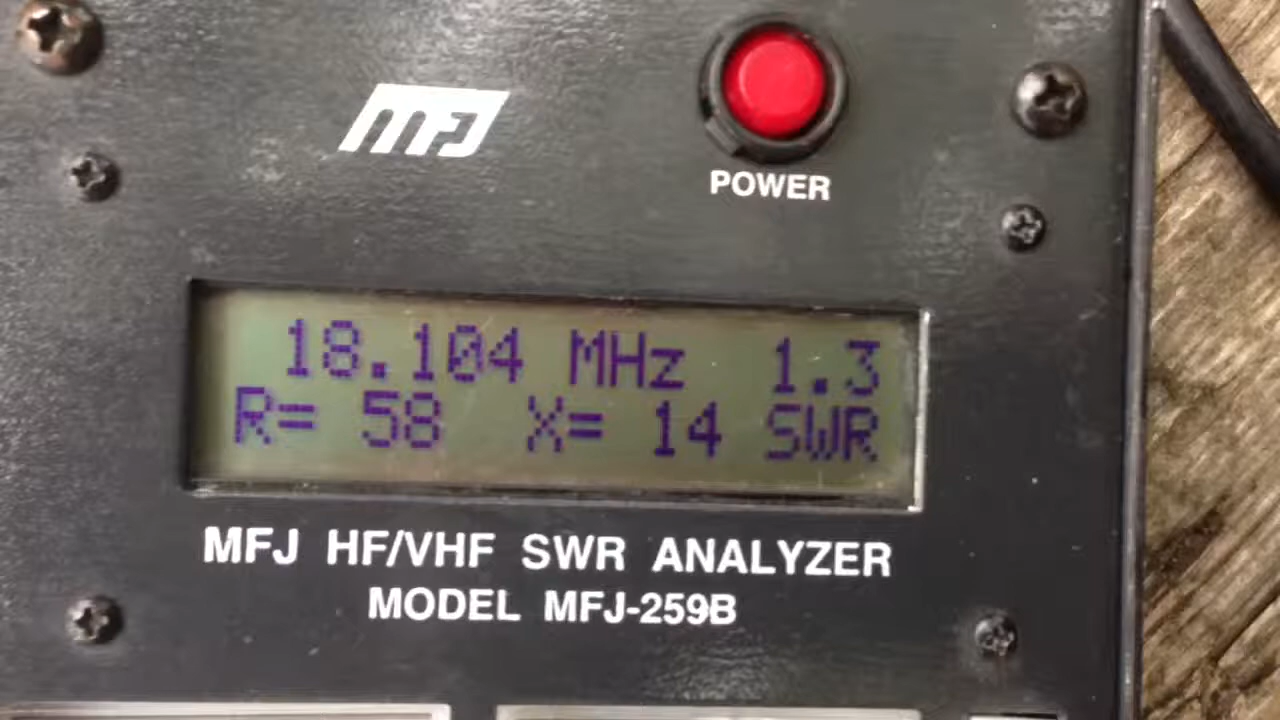 MFJ
POWER
18.104 MHz 1.3
R= 58 X= 14 SWR
MFJ HF/VHF SWR ANALYZER
MODEL MFJ-259B